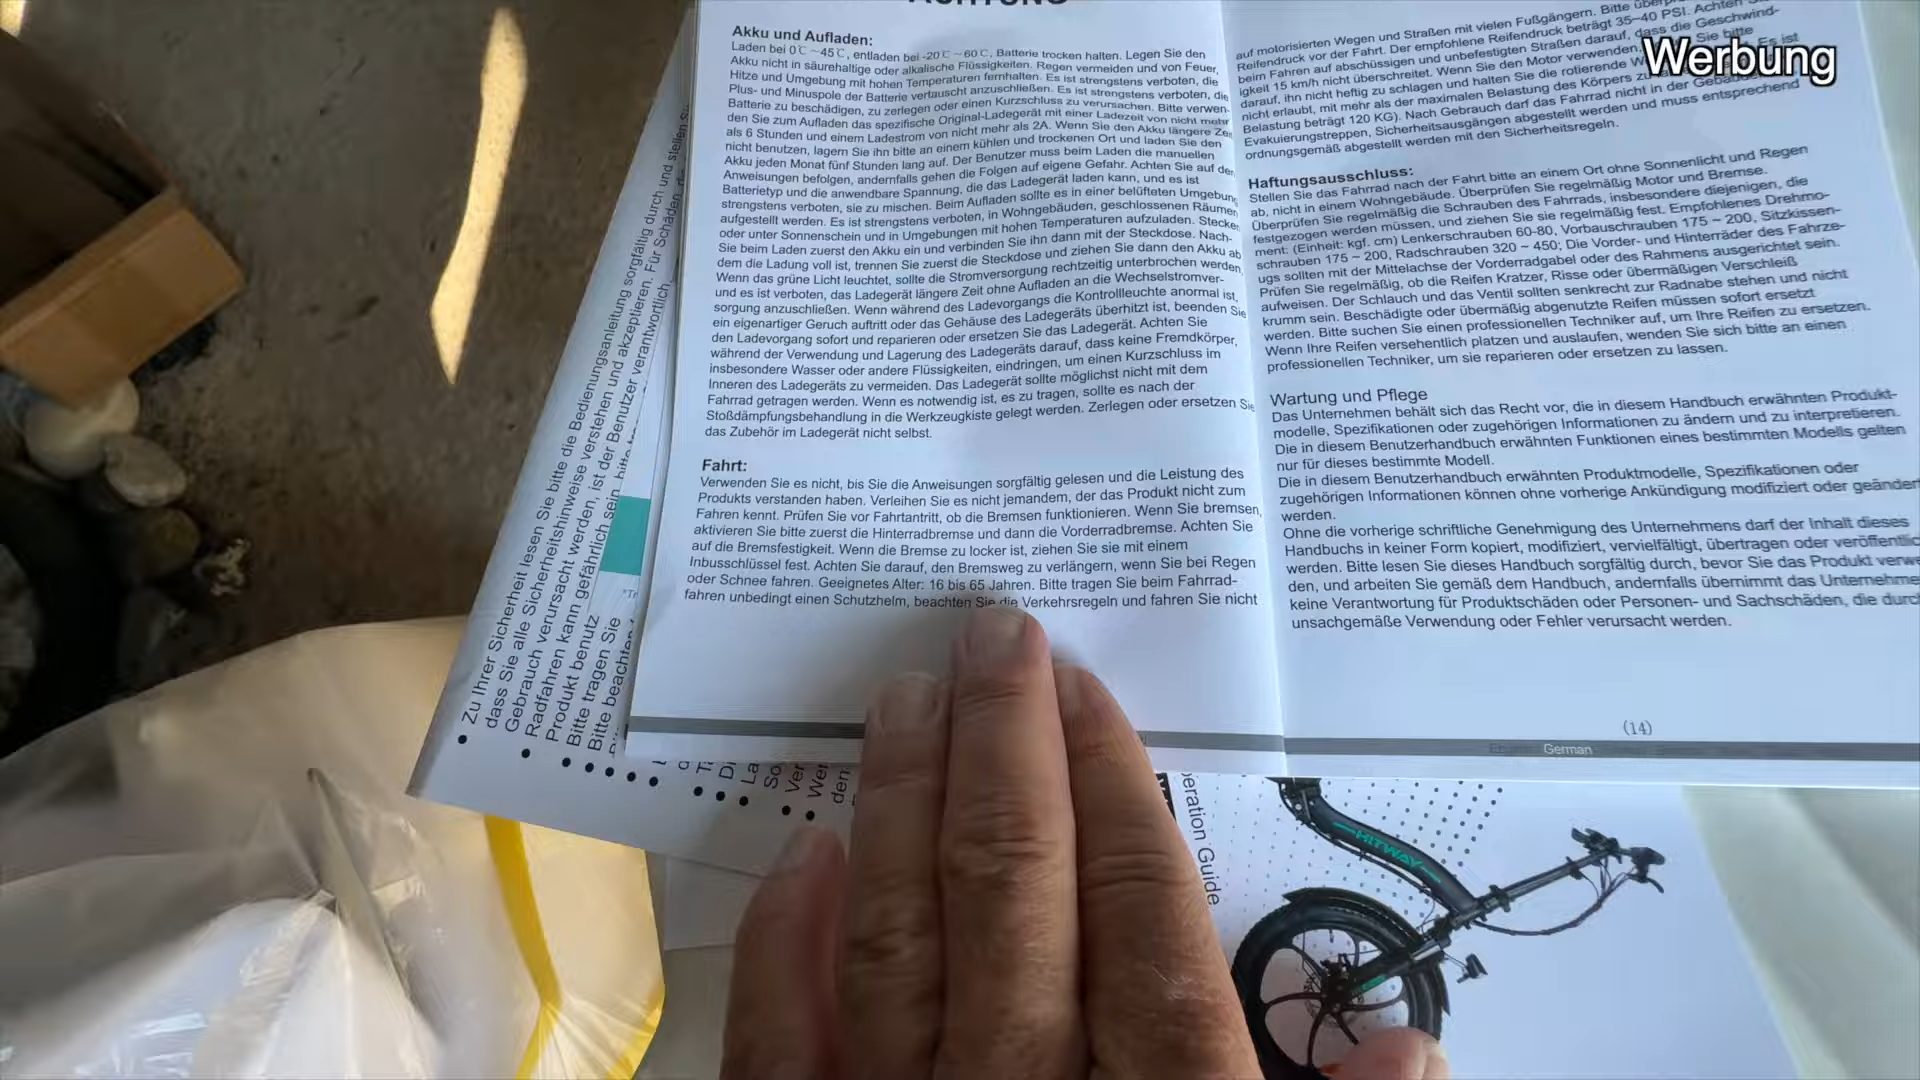 ACHTUNG
Werbung
Akku und Aufladen:
Laden bei 0℃ ~45℃, entladen bei -20℃ ~60℃, Batterie trocken halten. Legen Sie den
Akku nicht in säurehaltige oder alkalische Flüssigkeiten. Regen vermeiden und von Feuer,
Hitze und Umgebung mit hohen Temperaturen fernhalten. Es ist strengstens verboten, die
Plus- und Minuspole der Batterie vertauscht anzuschließen. Es ist strengstens verboten, die
Batterie zu beschädigen, zu zerlegen oder einen Kurzschluss zu verursachen. Bitte verwen-
den Sie zum Aufladen das spezifische Original-Ladegerät mit einer Ladezeit von nicht mehr
als 6 Stunden und einem Ladestrom von nicht mehr als 2A. Wenn Sie den Akku längere Zei
nicht benutzen, lagern Sie ihn bitte an einem kühlen und trockenen Ort und laden Sie den
Akku jeden Monat fünf Stunden lang auf. Der Benutzer muss beim Laden die manuellen
Anweisungen befolgen, andernfalls gehen die Folgen auf eigene Gefahr. Achten Sie auf den
Batterietyp und die anwendbare Spannung, die das Ladegerät laden kann, und es ist
strengstens verboten, sie zu mischen. Beim Aufladen sollte es in einer belüfteten Umgebung
aufgestellt werden. Es ist strengstens verboten, in Wohngebäuden, geschlossenen Räumen
oder unter Sonnenschein und in Umgebungen mit hohen Temperaturen aufzuladen. Stecken
Sie beim Laden zuerst den Akku ein und verbinden Sie ihn dann mit der Steckdose. Nach-
dem die Ladung voll ist, trennen Sie zuerst die Steckdose und ziehen Sie dann den Akku ab
Wenn das grüne Licht leuchtet, sollte die Stromversorgung rechtzeitig unterbrochen werden,
und es ist verboten, das Ladegerät längere Zeit ohne Aufladen an die Wechselstromver-
sorgung anzuschließen. Wenn während des Ladevorgangs die Kontrollleuchte anormal ist,
ein eigenartiger Geruch auftritt oder das Gehäuse des Ladegeräts überhitzt ist, beenden Sie
den Ladevorgang sofort und reparieren oder ersetzen Sie das Ladegerät. Achten Sie
während der Verwendung und Lagerung des Ladegeräts darauf, dass keine Fremdkörper,
insbesondere Wasser oder andere Flüssigkeiten, eindringen, um einen Kurzschluss im
Inneren des Ladegeräts zu vermeiden. Das Ladegerät sollte möglichst nicht mit dem
Fahrrad getragen werden. Wenn es notwendig ist, es zu tragen, sollte es nach der
Stoßdämpfungsbehandlung in die Werkzeugkiste gelegt werden. Zerlegen oder ersetzen Sie
das Zubehör im Ladegerät nicht selbst.
Fahrt:
Verwenden Sie es nicht, bis Sie die Anweisungen sorgfältig gelesen und die Leistung des
Produkts verstanden haben. Verleihen Sie es nicht jemandem, der das Produkt nicht zum
Fahren kennt. Prüfen Sie vor Fahrtantritt, ob die Bremsen funktionieren. Wenn Sie bremsen,
aktivieren Sie bitte zuerst die Hinterradbremse und dann die Vorderradbremse. Achten Sie
auf die Bremsfestigkeit. Wenn die Bremse zu locker ist, ziehen Sie sie mit einem
Inbusschlüssel fest. Achten Sie darauf, den Bremsweg zu verlängern, wenn Sie bei Regen
oder Schnee fahren. Geeignetes Alter: 16 bis 65 Jahren. Bitte tragen Sie beim Fahrrad-
fahren unbedingt einen Schutzhelm, beachten Sie die Verkehrsregeln und fahren Sie nicht
auf motorisierten Wegen und Straßen mit vielen Fußgängern. Bitte
Reifendruck vor der Fahrt. Der empfohlene Reifendruck beträgt 35~40 PSI. Achten
beim Fahren auf abschüssigen und unbefestigten Straßen darauf, dass die Geschwind-
igkeit 15 km/h nicht überschreitet. Wenn Sie den Motor verwenden, Sie bitte
darauf, ihn nicht heftig zu schlagen und halten Sie die rotierende Es ist
nicht erlaubt, mit mehr als der maximalen Belastung des Körpers zu
Belastung beträgt 120 KG). Nach Gebrauch darf das Fahrrad nicht in der
Evakuierungstreppen, Sicherheitsausgängen abgestellt werden und muss entsprechend
ordnungsgemäß abgestellt werden mit den Sicherheitsregeln.
Haftungsausschluss:
Stellen Sie das Fahrrad nach der Fahrt bitte an einem Ort ohne Sonnenlicht und Regen
ab, nicht in einem Wohngebäude. Überprüfen Sie regelmäßig Motor und Bremse.
Überprüfen Sie regelmäßig die Schrauben des Fahrrads, insbesondere diejenigen, die
festgezogen werden müssen, und ziehen Sie sie regelmäßig fest. Empfohlenes Drehmo-
ment: (Einheit: kgf. cm) Lenkerschrauben 60-80, Vorbauschrauben 175 ~ 200, Sitzkissen-
schrauben 175 ~ 200, Radschrauben 320 ~ 450; Die Vorder- und Hinterräder des Fahrze-
ugs sollten mit der Mittelachse der Vorderradgabel oder des Rahmens ausgerichtet sein.
Prüfen Sie regelmäßig, ob die Reifen Kratzer, Risse oder übermäßigen Verschleiß
aufweisen. Der Schlauch und das Ventil sollten senkrecht zur Radnabe stehen und nicht
krumm sein. Beschädigte oder übermäßig abgenutzte Reifen müssen sofort ersetzt
werden. Bitte suchen Sie einen professionellen Techniker auf, um Ihre Reifen zu ersetzen.
Wenn Ihre Reifen versehentlich platzen und auslaufen, wenden Sie sich bitte an einen
professionellen Techniker, um sie reparieren oder ersetzen zu lassen.
Wartung und Pflege
Das Unternehmen behält sich das Recht vor, die in diesem Handbuch erwähnten Produkt-
modelle, Spezifikationen oder zugehörigen Informationen zu ändern und zu interpretieren.
Die in diesem Benutzerhandbuch erwähnten Funktionen eines bestimmten Modells gelten
nur für dieses bestimmte Modell.
Die in diesem Benutzerhandbuch erwähnten Produktmodelle, Spezifikationen oder
zugehörigen Informationen können ohne vorherige Ankündigung modifiziert oder geändert
werden.
Ohne die vorherige schriftliche Genehmigung des Unternehmens darf der Inhalt dieses
Handbuchs in keiner Form kopiert, modifiziert, vervielfältigt, übertragen oder veröffentlic
werden. Bitte lesen Sie dieses Handbuch sorgfältig durch, bevor Sie das Produkt verwe
den, und arbeiten Sie gemäß dem Handbuch, andernfalls übernimmt das Unternehme
keine Verantwortung für Produktschäden oder Personen- und Sachschäden, die durc
unsachgemäße Verwendung oder Fehler verursacht werden.
(14)
German
• Zu Ihrer Sicherheit lesen Sie bitte die Bedienungsanleitung sorgfältig durch und stellen
dass Sie alle Sicherheitshinweise verstehen und akzeptieren. Für Schäden,
Gebrauch verursacht werden, ist der Benutzer verantwortlich.
• Radfahren kann gefährlich sein, bitte
Produkt benutz
• Bitte tragen Sie
• Bitte beachten
eration Guide
HITWAY